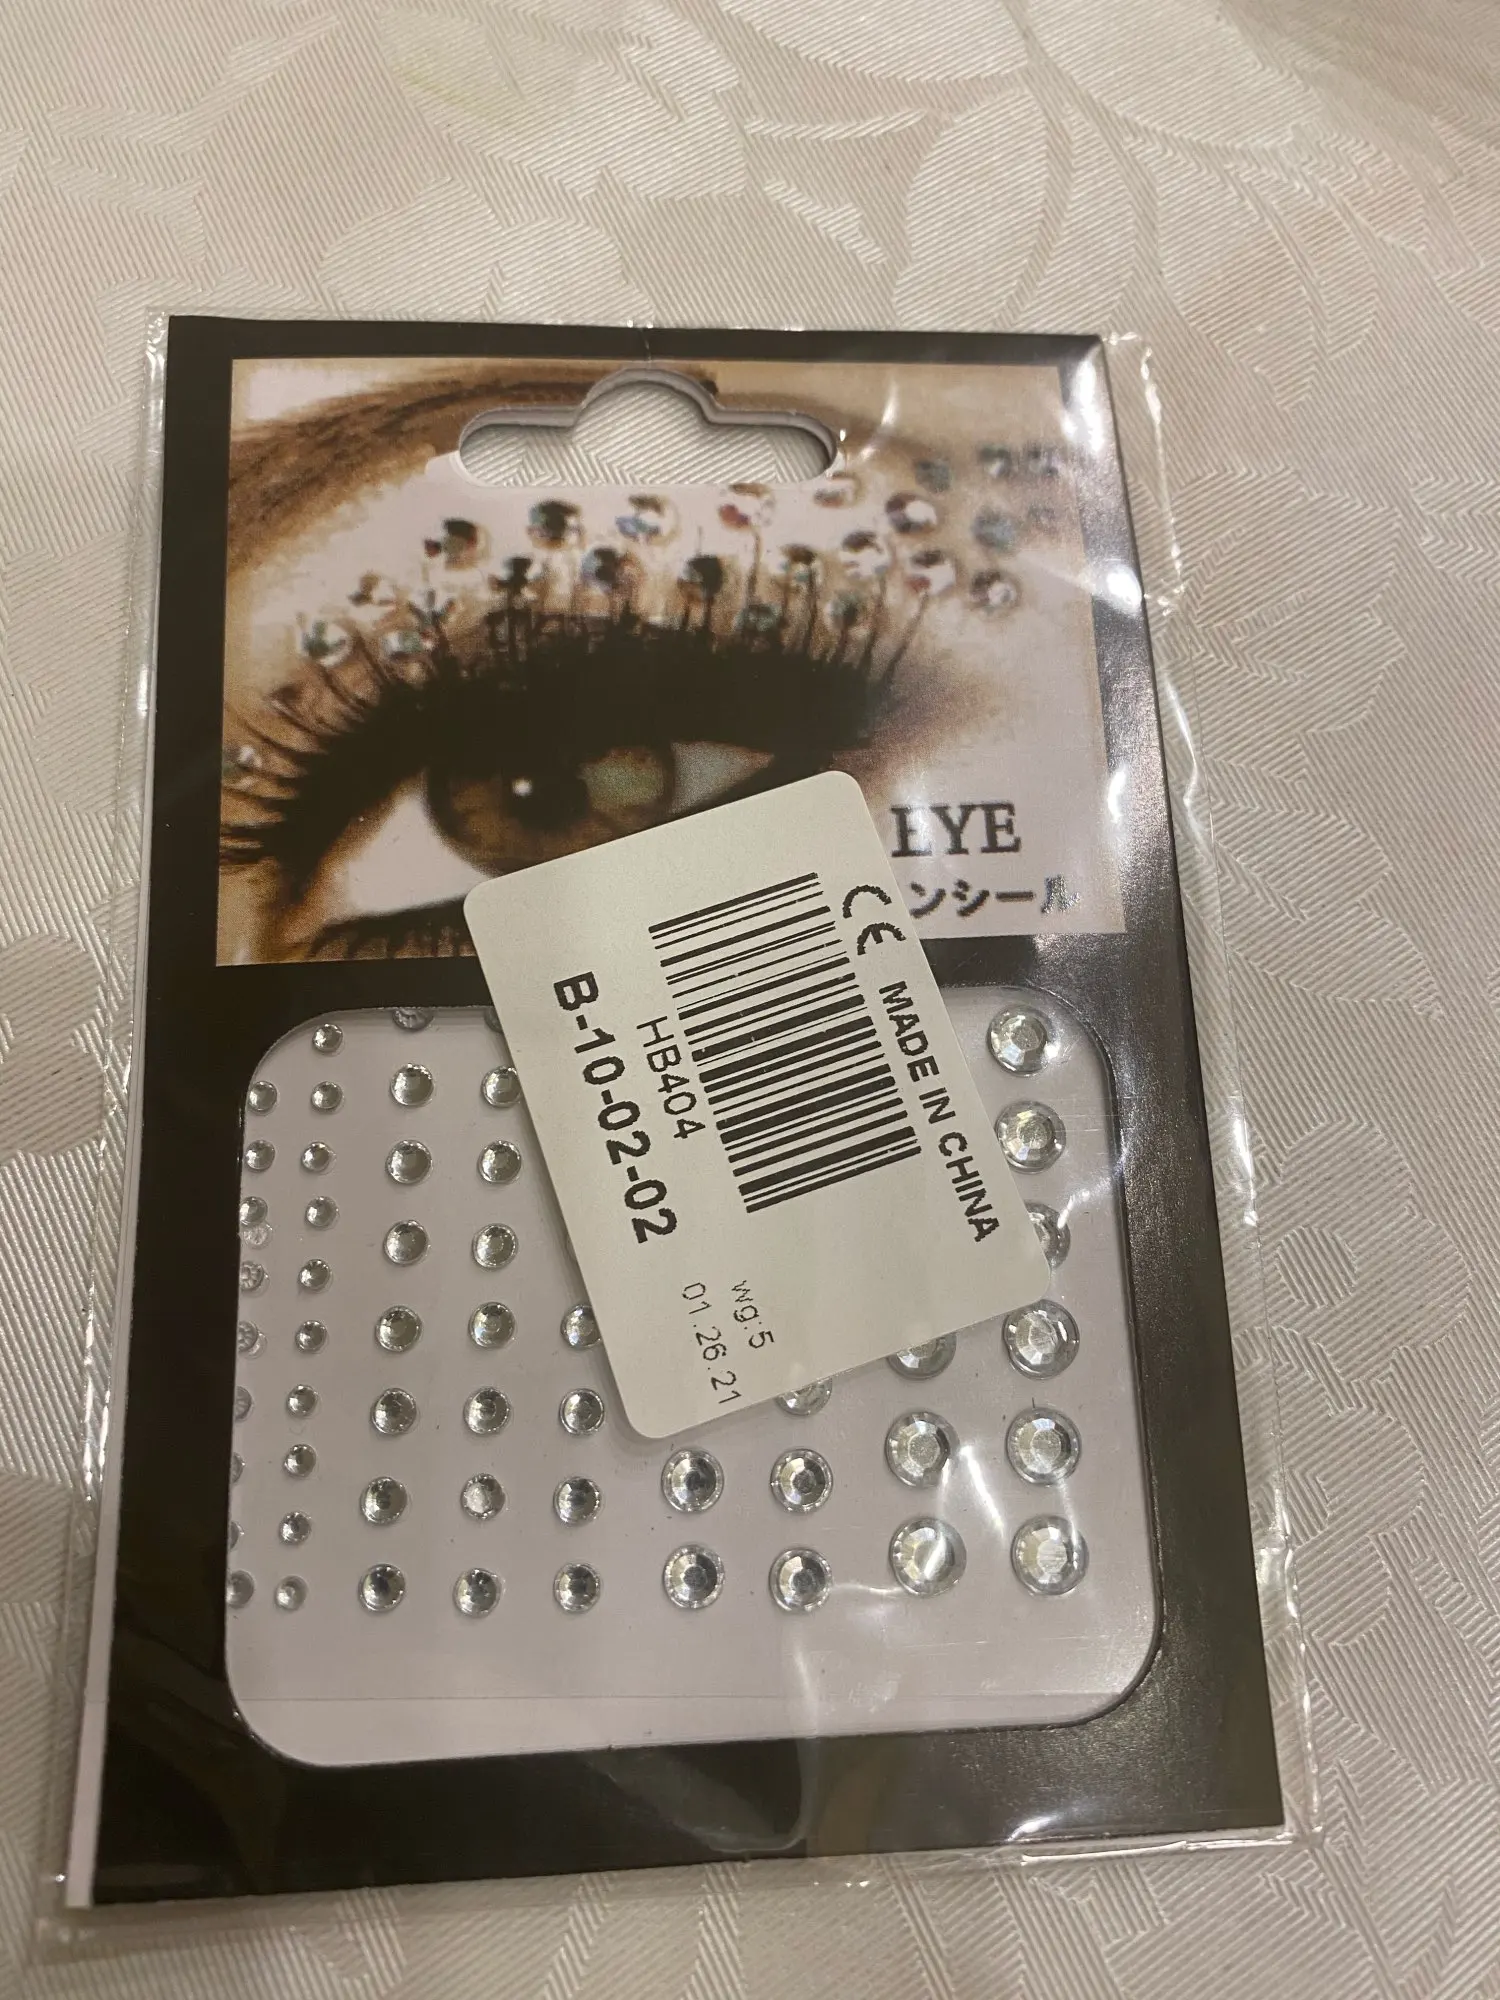 EYE
ンシール
CE MADE IN CHINA
HB404
B-10-02-02
wg:5
01.26.21